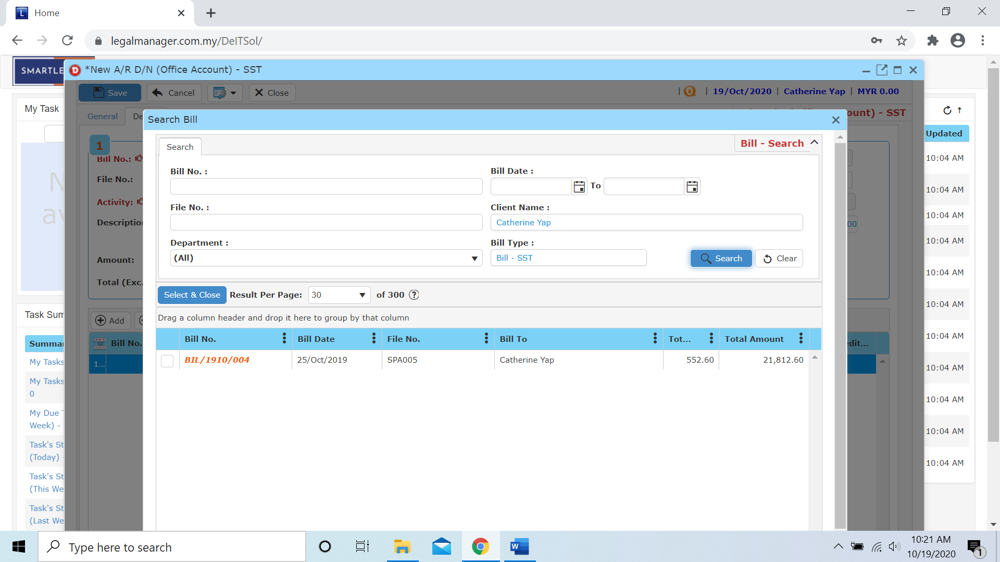 Home
legalmanager.com.my/DelTSol/
SMARTLE
*New A/R D/N (Office Account) - SST
Save
Cancel
Close
| | 19/Oct/2020 | Catherine Yap | MYR 0.00
My Task
General
De
ount) - SST
Search Bill
Updated
1
Search
Bill - Search
Bill No.:
10:04 AM
Bill No. :
Bill Date :
To
File No.:
10:04 AM
Activity:
File No. :
Client Name :
10:04 AM
Description
Catherine Yap
00
Department :
Bill Type :
10:04 AM
Amount:
(All)
Bill - SST
Search
Clear
10:04 AM
Total (Exc.
Select & Close
Result Per Page:
30
of 300
10:04 AM
Task Sum
Add
Drag a column header and drop it here to group by that column
10:04 AM
Summar
Bill No.
Bill No.
Bill Date
File No.
Bill To
Tot...
Total Amount
edit...
My Tasks
1...
BIL/1910/004
25/Oct/2019
SPA005
Catherine Yap
552.60
21,812.60
10:04 AM
My Tasks
0
10:04 AM
My Due T
Week) -
10:04 AM
Task's St
(Today) -
10:04 AM
Task's St
(This We
Task's St
(Last We
Type here to search
10:21 AM
10/19/2020
1